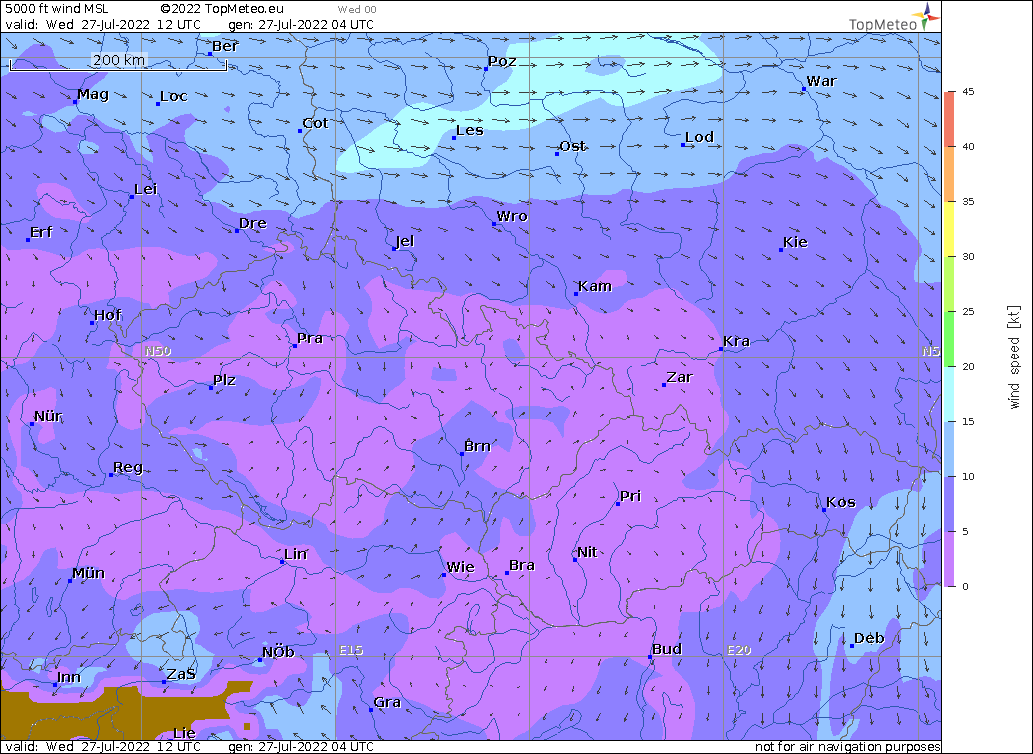 5000 ft wind MSL ©2022 TopMeteo.eu Wed 00
valid: Wed 27-Jul-2022 12 UTC gen: 27-Jul-2022 04 UTC
TopMeteo
200 km
Ber
Poz
War
Mag
Loc
Cot
Les
Ost
Lod
Lei
Wro
Dre
Erf
Jel
Kie
Kam
Hof
Pra
Kra
N50
N5
Plz
Zar
Nür
Brn
Reg
Pri
Kos
Lin
Nit
Wie
Bra
Mün
Deb
NÖb
E15
Bud
E20
Inn
ZaS
Gra
Lie
45
40
35
30
25
20
15
10
5
0
wind speed [kt]
valid: Wed 27-Jul-2022 12 UTC gen: 27-Jul-2022 04 UTC not for air navigation purposes